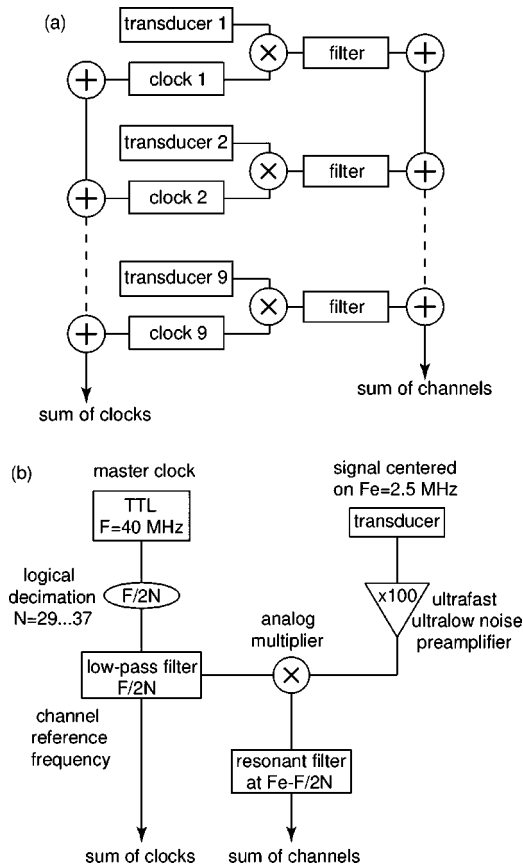 (a)
transducer 1
×
filter
+
+
clock 1
transducer 2
×
filter
+
+
clock 2
transducer 9
×
filter
+
+
clock 9
sum of clocks
sum of channels
(b)
master clock
TTL
F=40 MHz
logical
decimation
N=29...37
F/2N
low-pass filter
F/2N
channel
reference
frequency
sum of clocks
signal centered
on Fe=2.5 MHz
transducer
x100
ultrafast
ultralow noise
preamplifier
analog
multiplier
×
resonant filter
at Fe-F/2N
sum of channels